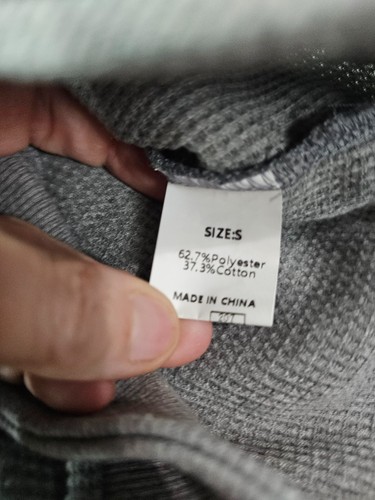 SIZE:S
62.7%Polyester
37.3%Cotton
MADE IN CHINA